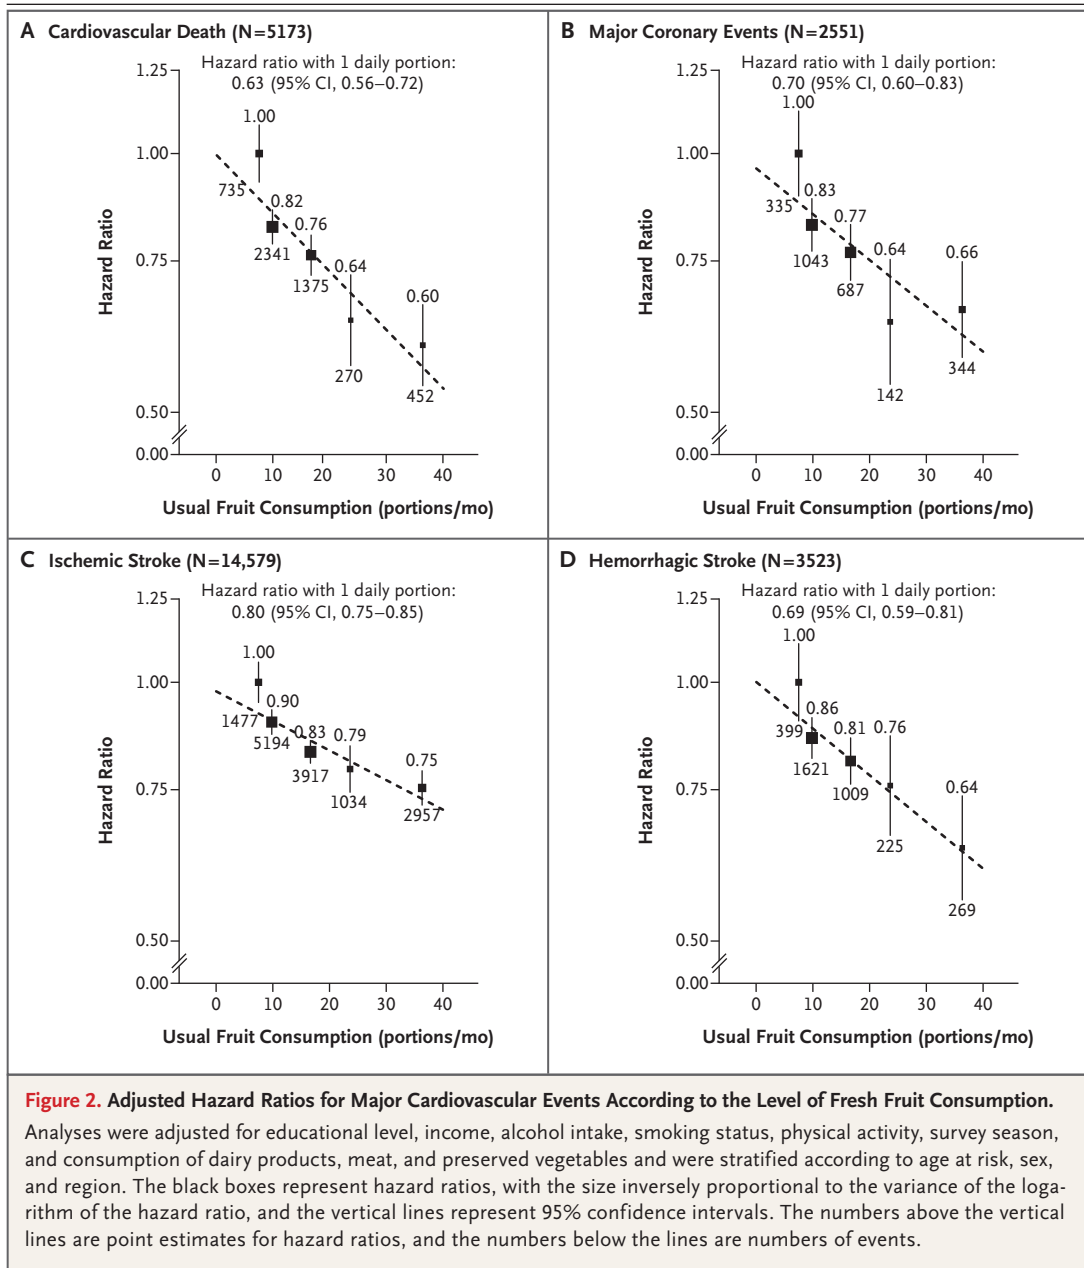 A Cardiovascular Death (N=5173)
Hazard ratio with 1 daily portion:
0.63 (95% CI, 0.56–0.72)
1.25
1.00
0.75
0.50
0.00
Hazard Ratio
1.00
735
0.82
2341
0.76
1375
0.64
270
0.60
452
0 10 20 30 40
Usual Fruit Consumption (portions/mo)
B Major Coronary Events (N=2551)
Hazard ratio with 1 daily portion:
0.70 (95% CI, 0.60–0.83)
1.25
1.00
0.75
0.50
0.00
Hazard Ratio
1.00
335
0.83
1043
0.77
687
0.64
142
0.66
344
0 10 20 30 40
Usual Fruit Consumption (portions/mo)
C Ischemic Stroke (N=14,579)
Hazard ratio with 1 daily portion:
0.80 (95% CI, 0.75–0.85)
1.25
1.00
0.75
0.50
0.00
Hazard Ratio
1.00
1477
0.90
5194
0.83
3917
0.79
1034
0.75
2957
0 10 20 30 40
Usual Fruit Consumption (portions/mo)
D Hemorrhagic Stroke (N=3523)
Hazard ratio with 1 daily portion:
0.69 (95% CI, 0.59–0.81)
1.25
1.00
0.75
0.50
0.00
Hazard Ratio
1.00
399
0.86
1621
0.81
1009
0.76
225
0.64
269
0 10 20 30 40
Usual Fruit Consumption (portions/mo)
Figure 2. Adjusted Hazard Ratios for Major Cardiovascular Events According to the Level of Fresh Fruit Consumption.
Analyses were adjusted for educational level, income, alcohol intake, smoking status, physical activity, survey season,
and consumption of dairy products, meat, and preserved vegetables and were stratified according to age at risk, sex,
and region. The black boxes represent hazard ratios, with the size inversely proportional to the variance of the loga-
rithm of the hazard ratio, and the vertical lines represent 95% confidence intervals. The numbers above the vertical
lines are point estimates for hazard ratios, and the numbers below the lines are numbers of events.